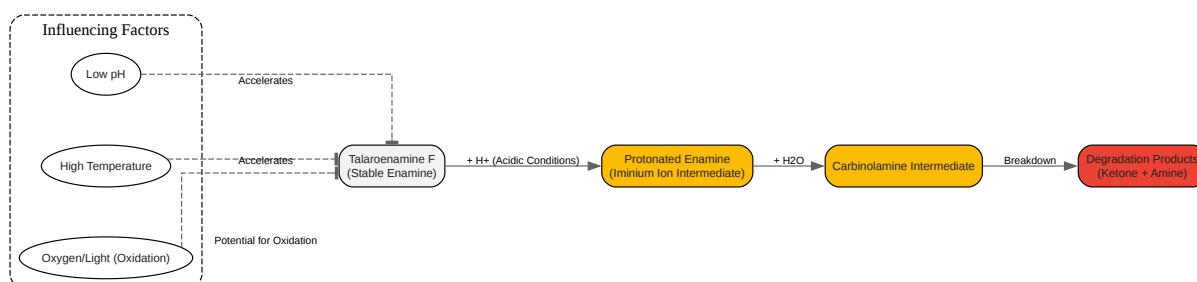 Influencing Factors
Low pH
Accelerates
High Temperature
Accelerates
Talaroenamine F
(Stable Enamine)
+ H+ (Acidic Conditions)
Protonated Enamine
(Iminium Ion Intermediate)
+ H2O
Carbinolamine Intermediate
Breakdown
Degradation Products
(Ketone + Amine)
Oxygen/Light (Oxidation)
Potential for Oxidation